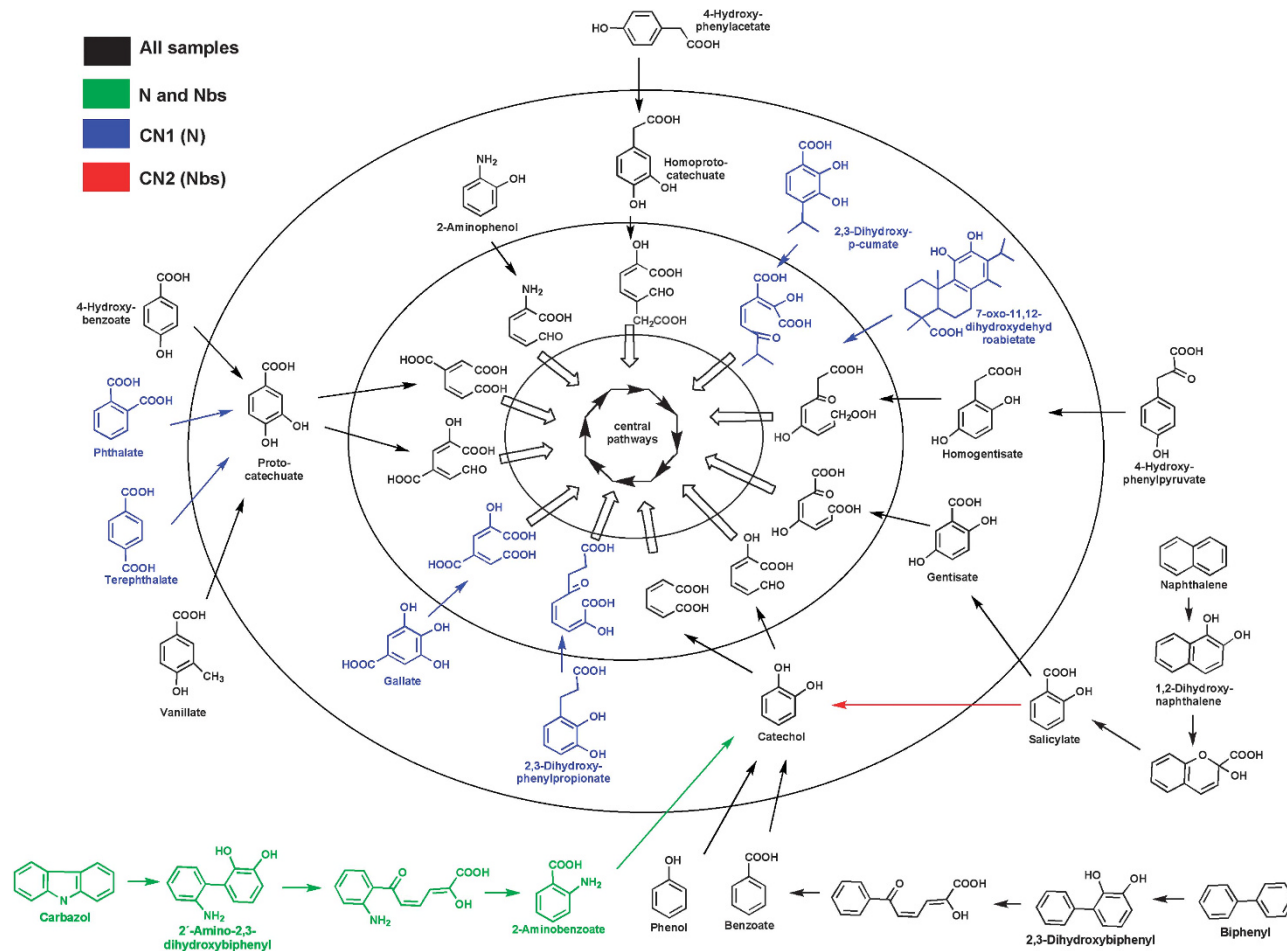 All samples
N and Nbs
CN1 (N)
CN2 (Nbs)
4-Hydroxy-
phenylacetate
HO
COOH
COOH
Homoproto-
catechuate
OH
OH
NH2
OH
2-Aminophenol
COOH
OH
OH
2,3-Dihydroxy-
p-cumate
OH
OH
COOH
7-oxo-11,12-
dihydroxydehyd
roabietate
OH
COOH
CHO
CH2COOH
NH2
COOH
CHO
COOH
OH
COOH
O
COOH
4-Hydroxy-
benzoate
OH
COOH
COOH
Phthalate
COOH
OH
OH
Proto-
catechuate
COOH
COOH
Terephthalate
COOH
CH3
OH
Vanillate
HOOC
COOH
COOH
OH
COOH
HOOC
CHO
central
pathways
COOH
O
OH2COOH
HO
COOH
OH
HO
Homogentisate
COOH
O
OH
4-Hydroxy-
phenylpyruvate
O
COOH
COOH
HO
COOH
OH
HO
Gentisate
OH
COOH
HOOC
COOH
COOH
O
COOH
OH
COOH
COOH
OH
COOH
CHO
Naphthalene
OH
OH
1,2-Dihydroxy-
naphthalene
OH
OH
HOOC
OH
Gallate
COOH
OH
OH
2,3-Dihydroxy-
phenylpropionate
OH
OH
Catechol
COOH
OH
Salicylate
O
COOH
OH
N
Carbazol
HO
OH
NH2
2´-Amino-2,3-
dihydroxybiphenyl
O
COOH
NH2
OH
COOH
NH2
2-Aminobenzoate
OH
Phenol
COOH
Benzoate
O
COOH
OH
HO
OH
2,3-Dihydroxybiphenyl
Biphenyl